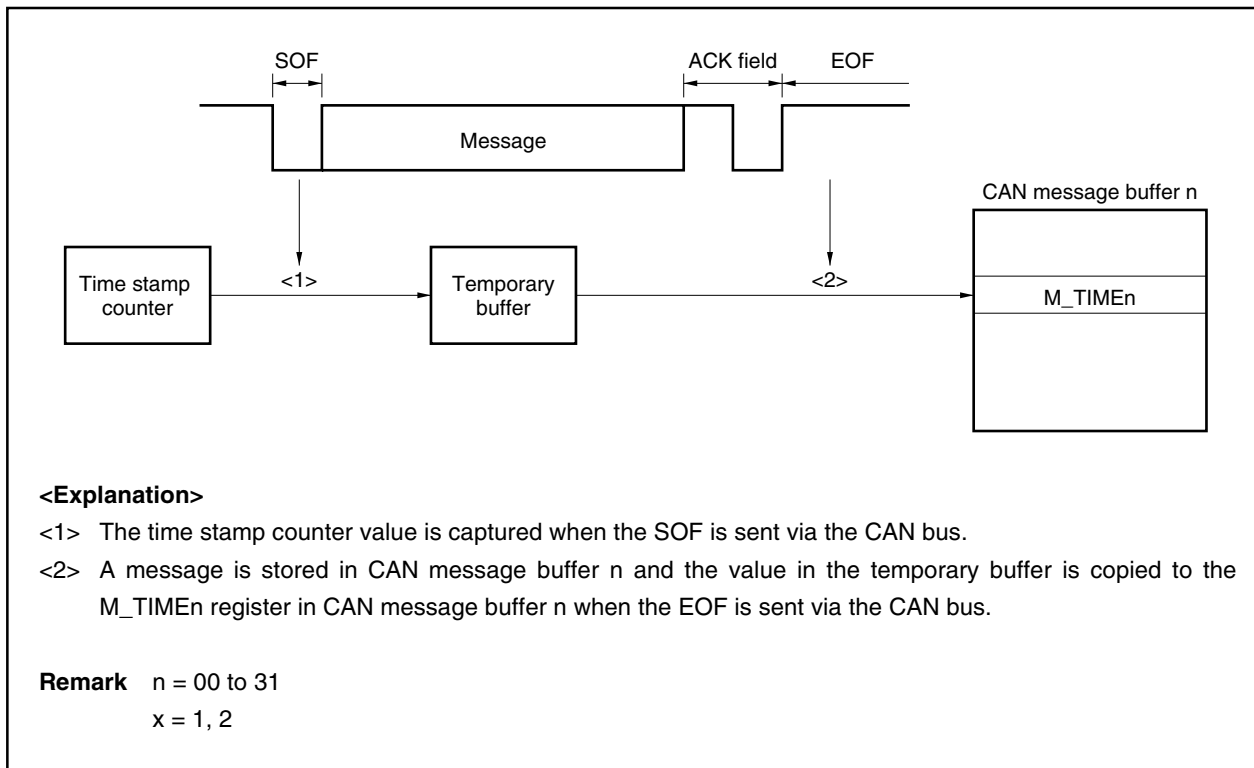 SOF
ACK field
EOF
Message
CAN message buffer n
Time stamp
counter
<1>
Temporary
buffer
<2>
M_TIMEn
<Explanation>
<1> The time stamp counter value is captured when the SOF is sent via the CAN bus.
<2> A message is stored in CAN message buffer n and the value in the temporary buffer is copied to the
M_TIMEn register in CAN message buffer n when the EOF is sent via the CAN bus.
Remark n = 00 to 31
x = 1, 2